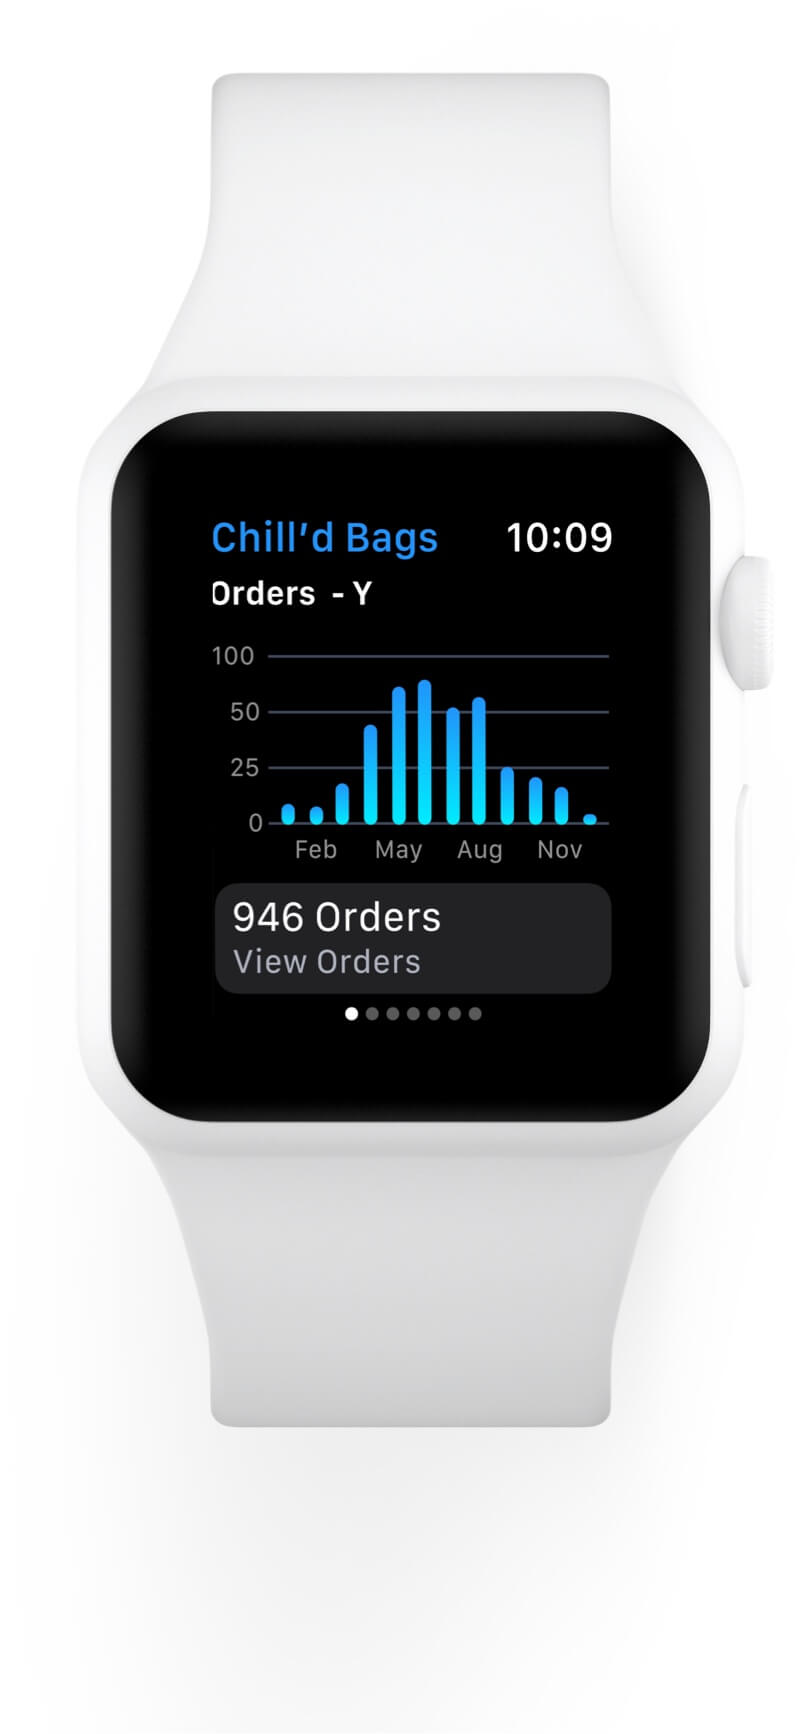 Chill’d Bags 10:09
Orders - Y
100
50
25
0
Feb May Aug Nov
946 Orders
View Orders